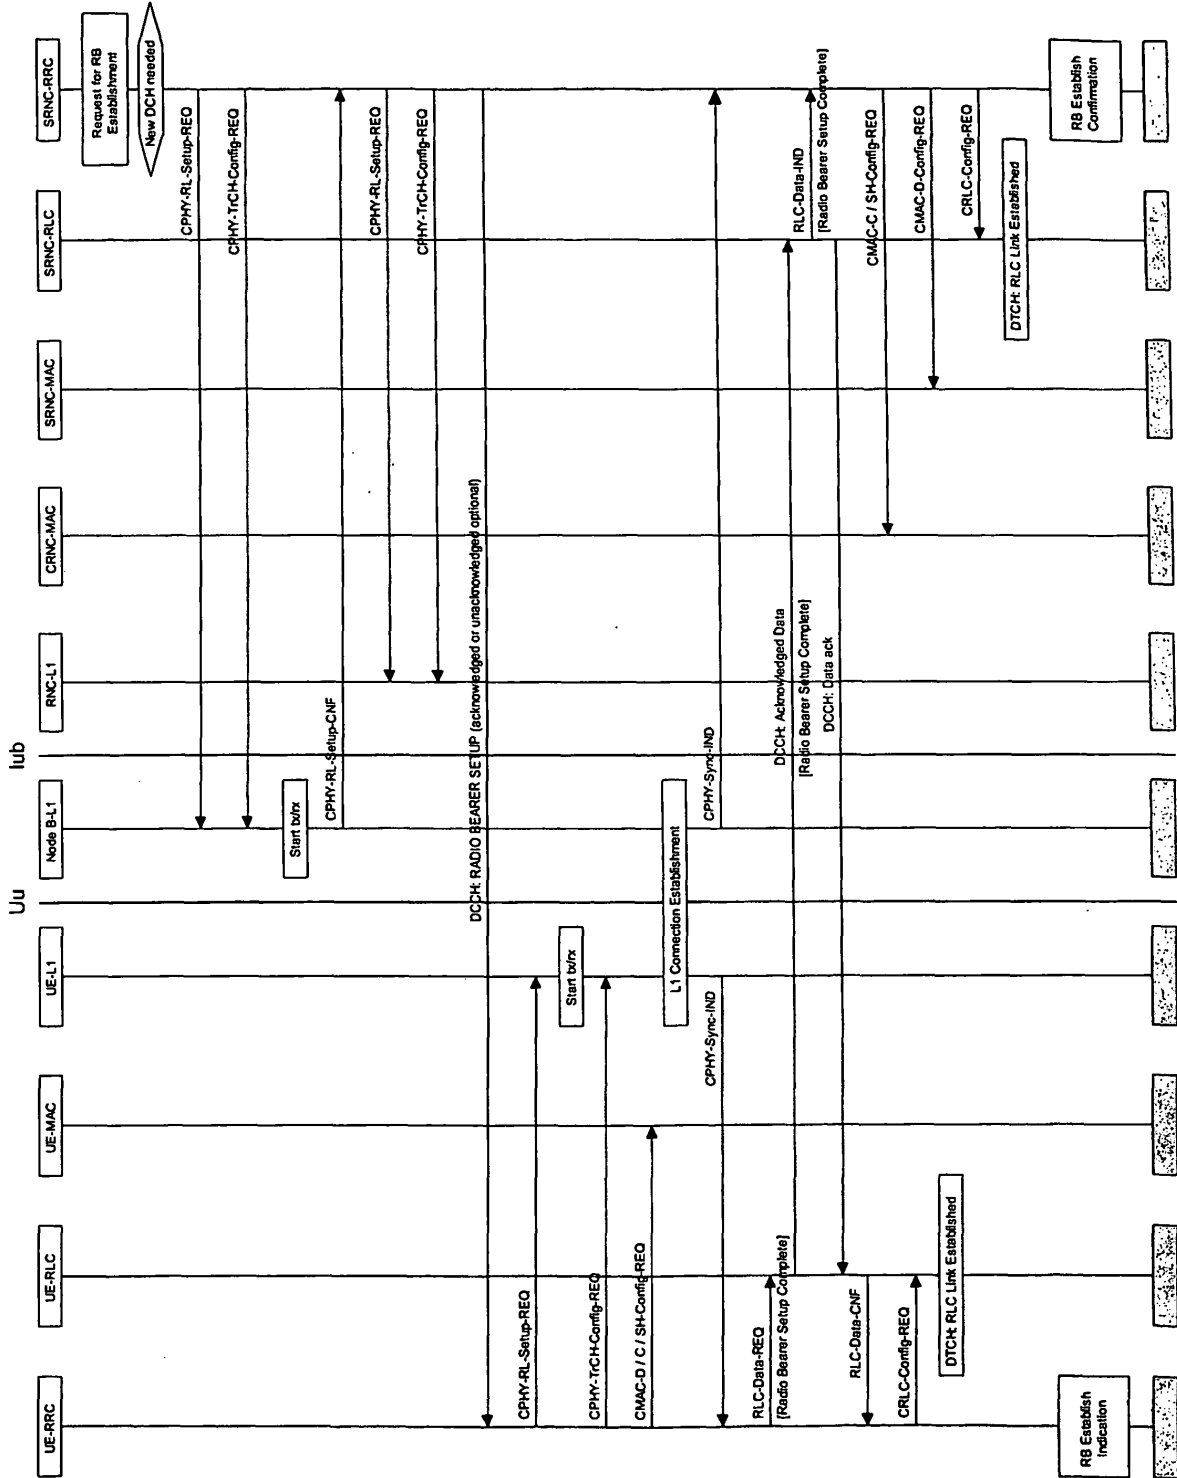 Uu
Iub
UE-RRC
UE-RLC
UE-MAC
UE-L1
Node B-L1
RNC-L1
CRNC-MAC
SRNC-MAC
SRNC-RLC
SRNC-RRC
Request for RB
Establishment
New DCH needed
CPHY-RL-Setup-REQ
CPHY-TrCH-Config-REQ
Start tx/rx
CPHY-RL-Setup-CNF
CPHY-RL-Setup-REQ
CPHY-TrCH-Config-REQ
DCCH: RADIO BEARER SETUP (acknowledged or unacknowledged optional)
CPHY-RL-Setup-REQ
Start tx/rx
CPHY-TrCH-Config-REQ
CMAC-D / C / SH-Config-REQ
L1 Connection Establishment
CPHY-Sync-IND
CPHY-Sync-IND
RLC-Data-REQ
[Radio Bearer Setup Complete]
DCCH: Acknowledged Data
[Radio Bearer Setup Complete]
RLC-Data-IND
[Radio Bearer Setup Complete]
DCCH: Data ack
RLC-Data-CNF
CMAC-C / SH-Config-REQ
CRLC-Config-REQ
CMAC-D-Config-REQ
CRLC-Config-REQ
DTCH: RLC Link Established
DTCH: RLC Link Established
RB Establish
Indication
RB Establish
Confirmation